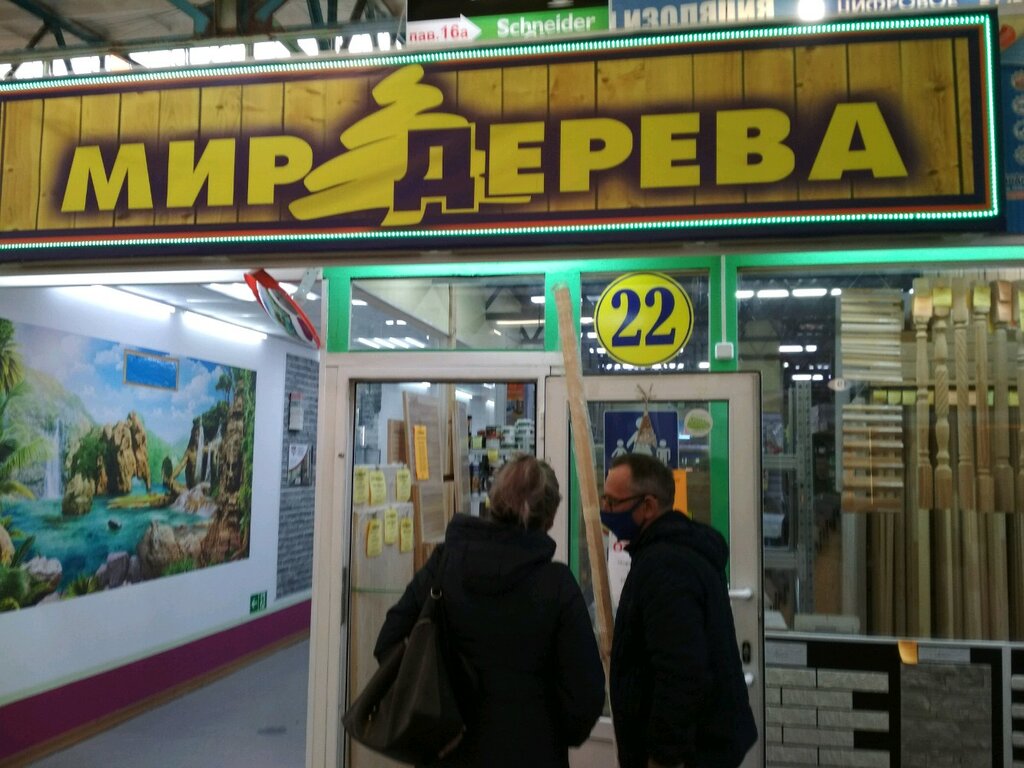 пав. 16а
Schneider
ИЗОЛЯЦИЯ
ЦИФРОВОЕ
МИР ДЕРЕВА
22